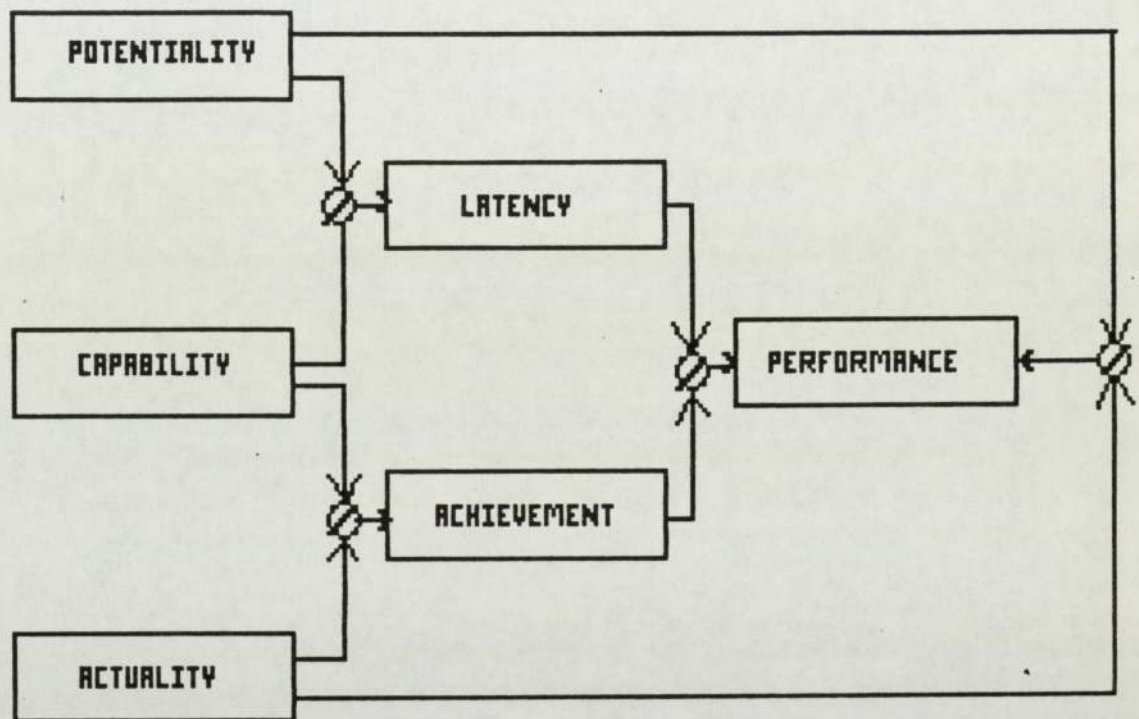 POTENTIALITY
LATENCY
CAPABILITY
PERFORMANCE
ACHIEVEMENT
ACTUALITY